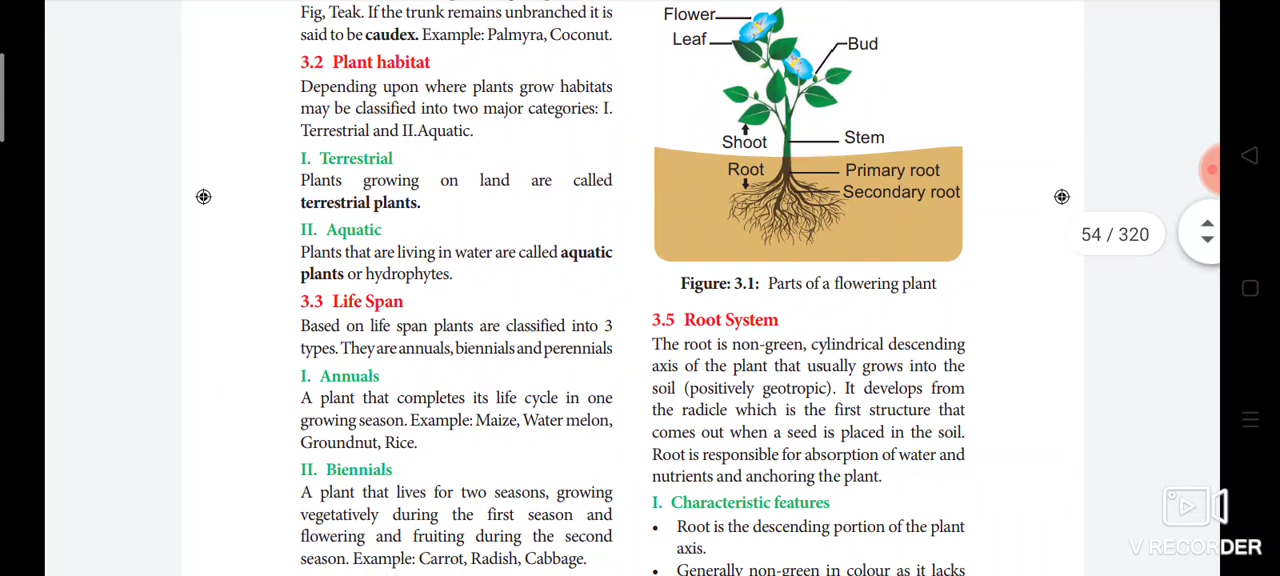 Fig, Teak. If the trunk remains unbranched it is
said to be caudex. Example: Palmyra, Coconut.
3.2 Plant habitat
Depending upon where plants grow habitats
may be classified into two major categories: I.
Terrestrial and II.Aquatic.
I. Terrestrial
Plants growing on land are called
terrestrial plants.
II. Aquatic
Plants that are living in water are called aquatic
plants or hydrophytes.
3.3 Life Span
Based on life span plants are classified into 3
types. They are annuals, biennials and perennials
I. Annuals
A plant that completes its life cycle in one
growing season. Example: Maize, Water melon,
Groundnut, Rice.
II. Biennials
A plant that lives for two seasons, growing
vegetatively during the first season and
flowering and fruiting during the second
season. Example: Carrot, Radish, Cabbage.
Flower
Leaf
Bud
Shoot
Stem
Root
Primary root
Secondary root
Figure: 3.1: Parts of a flowering plant
3.5 Root System
The root is non-green, cylindrical descending
axis of the plant that usually grows into the
soil (positively geotropic). It develops from
the radicle which is the first structure that
comes out when a seed is placed in the soil.
Root is responsible for absorption of water and
nutrients and anchoring the plant.
I. Characteristic features
• Root is the descending portion of the plant
axis.
• Generally non-green in colour as it lacks
54 / 320
V RECORDER